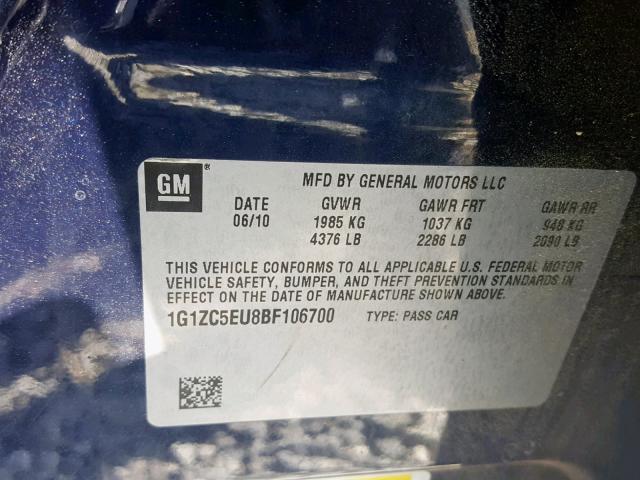 GM ®
MFD BY GENERAL MOTORS LLC
DATE GVWR GAWR FRT GAWR RR
06/10 1985 KG 1037 KG 948 KG
4376 LB 2286 LB 2090 LB
THIS VEHICLE CONFORMS TO ALL APPLICABLE U.S. FEDERAL MOTOR
VEHICLE SAFETY, BUMPER, AND THEFT PREVENTION STANDARDS IN
EFFECT ON THE DATE OF MANUFACTURE SHOWN ABOVE.
1G1ZC5EU8BF106700 TYPE: PASS CAR